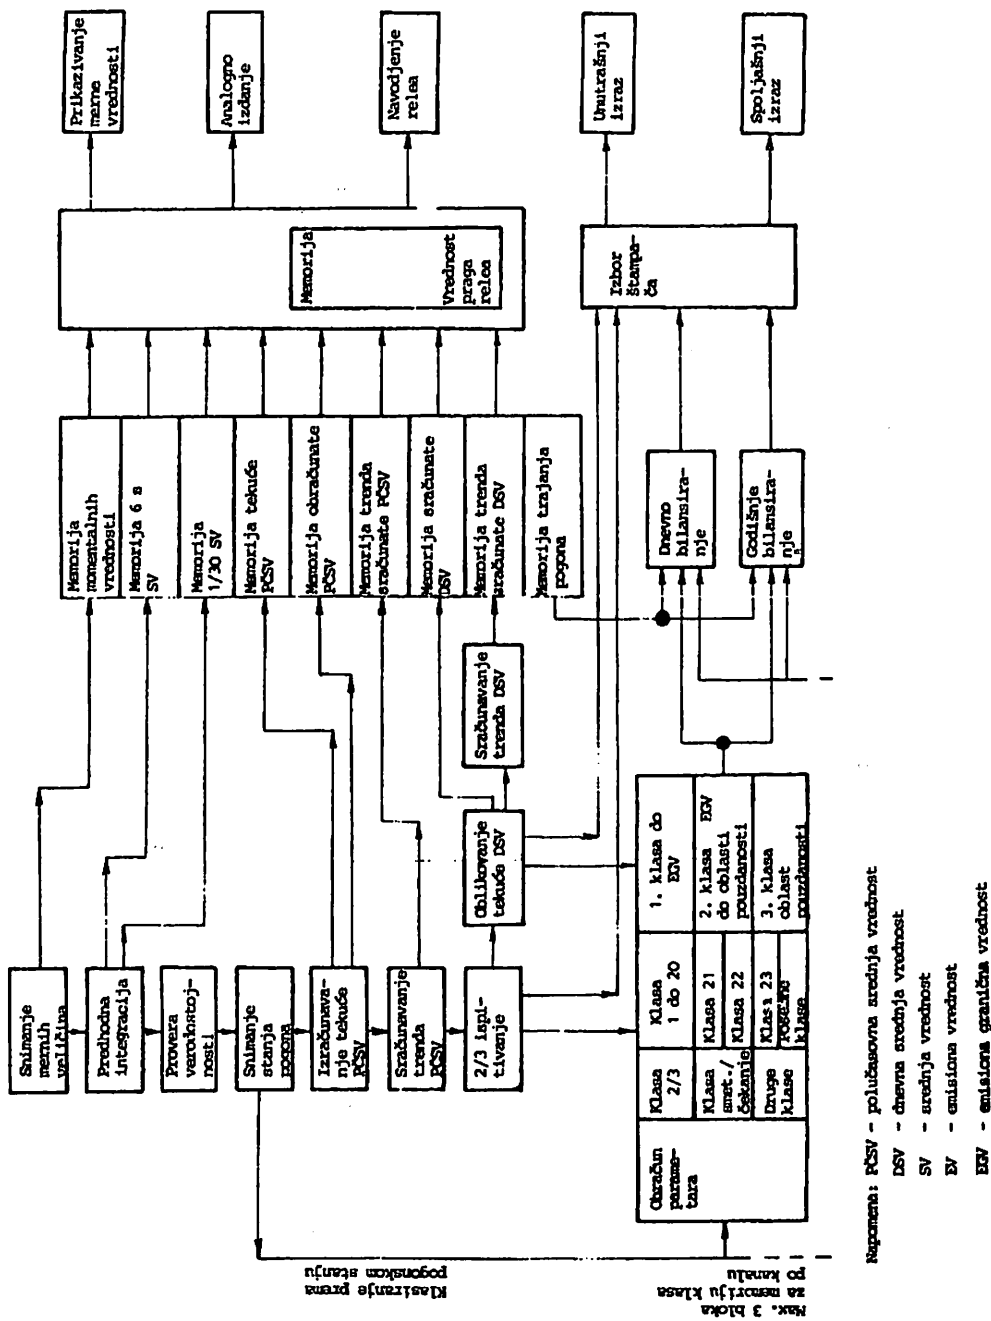 Snimanje
mernih
veličina
Predhodna
integracija
Provera
verodostoj-
nosti
Snimanje
stanja
pogona
Izračunava-
nje tekuće
PČSV
Sračunavanje
trenda
PČSV
2/3 ispi-
tivanje
Oblikovanje
tekuće DSV
Sračunavanje
trenda DSV
Memorija
momentalnih
vrednosti
Memorija 6 s
SV
Memorija
1/30 SV
Memorija tekuće
PČSV
Memorija obračunate
PČSV
Memorija trenda
sračunate PČSV
Memorija sračunate
DSV
Memorija trenda
sračunate DSV
Memorija trajanja
pogona
Memorija
Vrednost
praga
relea
Prikazivanje
merne
vrednosti
Analogno
izdanje
Navodjenje
relea
Unutrašnji
izraz
Spoljašnji
izraz
Izbor
štampa-
ča
Dnevno
bilansira-
nje
Godišnje
bilansira-
nje
Obračun
parame-
tara
Klasa
2/3
Klasa
smet./
čekanje
Druge
klase
Klasa
1 do 20
Klasa 21
Klasa 22
Klasa 23
Posebne
klase
1. klasa do
EGV
2. klasa EGV
do oblasti
pouzdanosti
3. klasa
oblast
pouzdanosti
Klasiranje prema
pogonskom stanju
Max. 3 bloka
za memoriju klasa
po kanalu
Napomena: PČSV - polučasovna srednja vrednost
DSV - dnevna srednja vrednost
SV - srednja vrednost
EV - emisiona vrednost
EGV - emisiona granična vrednost